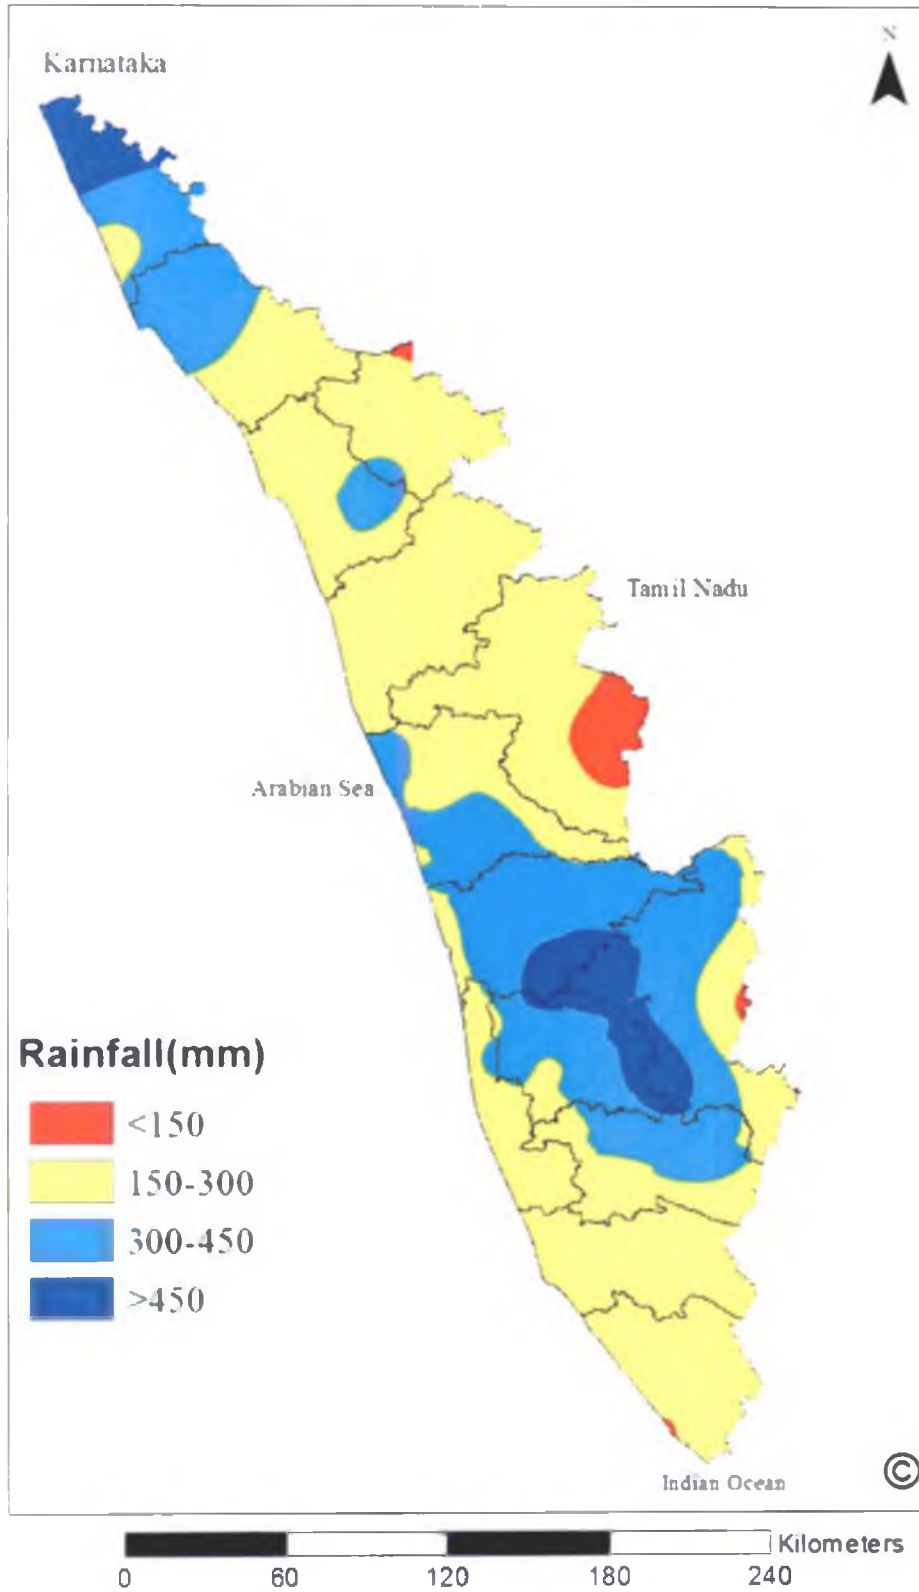 N
Karnataka
Tamil Nadu
Arabian Sea
Rainfall(mm)
<150
150-300
300-450
>450
Indian Ocean
©
Kilometers
0 60 120 180 240